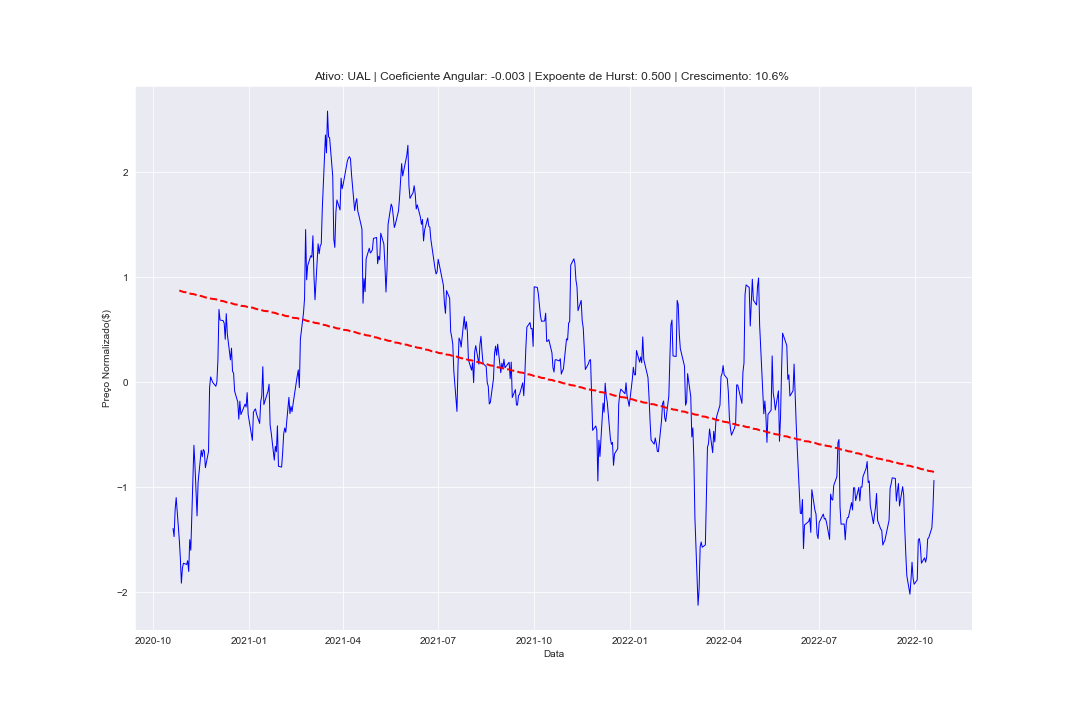 Ativo: UAL | Coeficiente Angular: -0.003 | Expoente de Hurst: 0.500 | Crescimento: 10.6%
Preço Normalizado($)
2
1
0
−1
−2
2020-10 2021-01 2021-04 2021-07 2021-10 2022-01 2022-04 2022-07 2022-10
Data